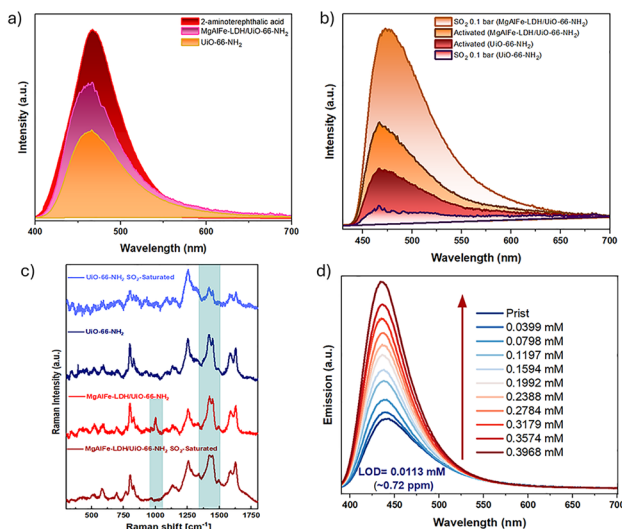 a)
2-aminoterephthalic acid
MgAlFe-LDH/UiO-66-NH₂
UiO-66-NH₂
Intensity (a.u.)
400 500 600 700
Wavelength (nm)
b)
SO₂ 0.1 bar (MgAlFe-LDH/UiO-66-NH₂)
Activated (MgAlFe-LDH/UiO-66-NH₂)
Activated (UiO-66-NH₂)
SO₂ 0.1 bar (UiO-66-NH₂)
Intensity (a.u.)
450 500 550 600 650 700
Wavelength (nm)
c)
UiO-66-NH₂ SO₂-Saturated
UiO-66-NH₂
MgAlFe-LDH/UiO-66-NH₂
MgAlFe-LDH/UiO-66-NH₂ SO₂-Saturated
Raman Intensity (a.u.)
500 750 1000 1250 1500 1750
Raman shift (cm⁻¹)
d)
Prist
0.0399 mM
0.0798 mM
0.1197 mM
0.1594 mM
0.1992 mM
0.2388 mM
0.2784 mM
0.3179 mM
0.3574 mM
0.3968 mM
LOD= 0.0113 mM
(~0.72 ppm)
Emission (a.u.)
400 450 500 550 600 650 700
Wavelength (nm)